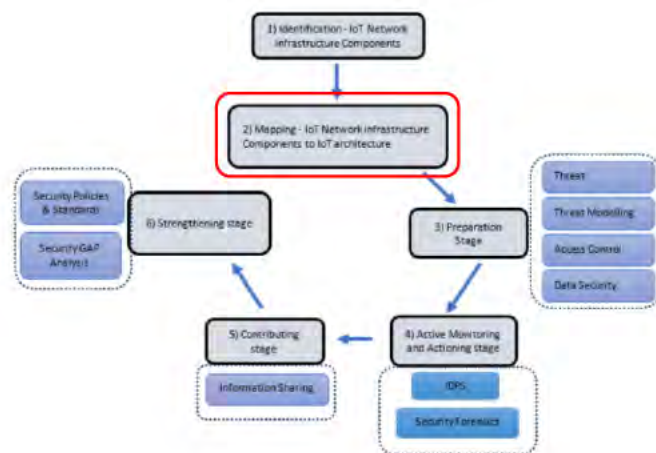 1) Identification - IoT Network
infrastructure Components
2) Mapping - IoT Network infrastructure
Components to IoT architecture
Security Policies
& Standards
Security GAP
Analysis
6) Strengthening stage
3) Preparation
Stage
Threat
Threat Modelling
Access Control
Data Security
5) Contributing
stage
Information Sharing
4) Active Monitoring
and Actioning stage
IDPS
Security Forensics